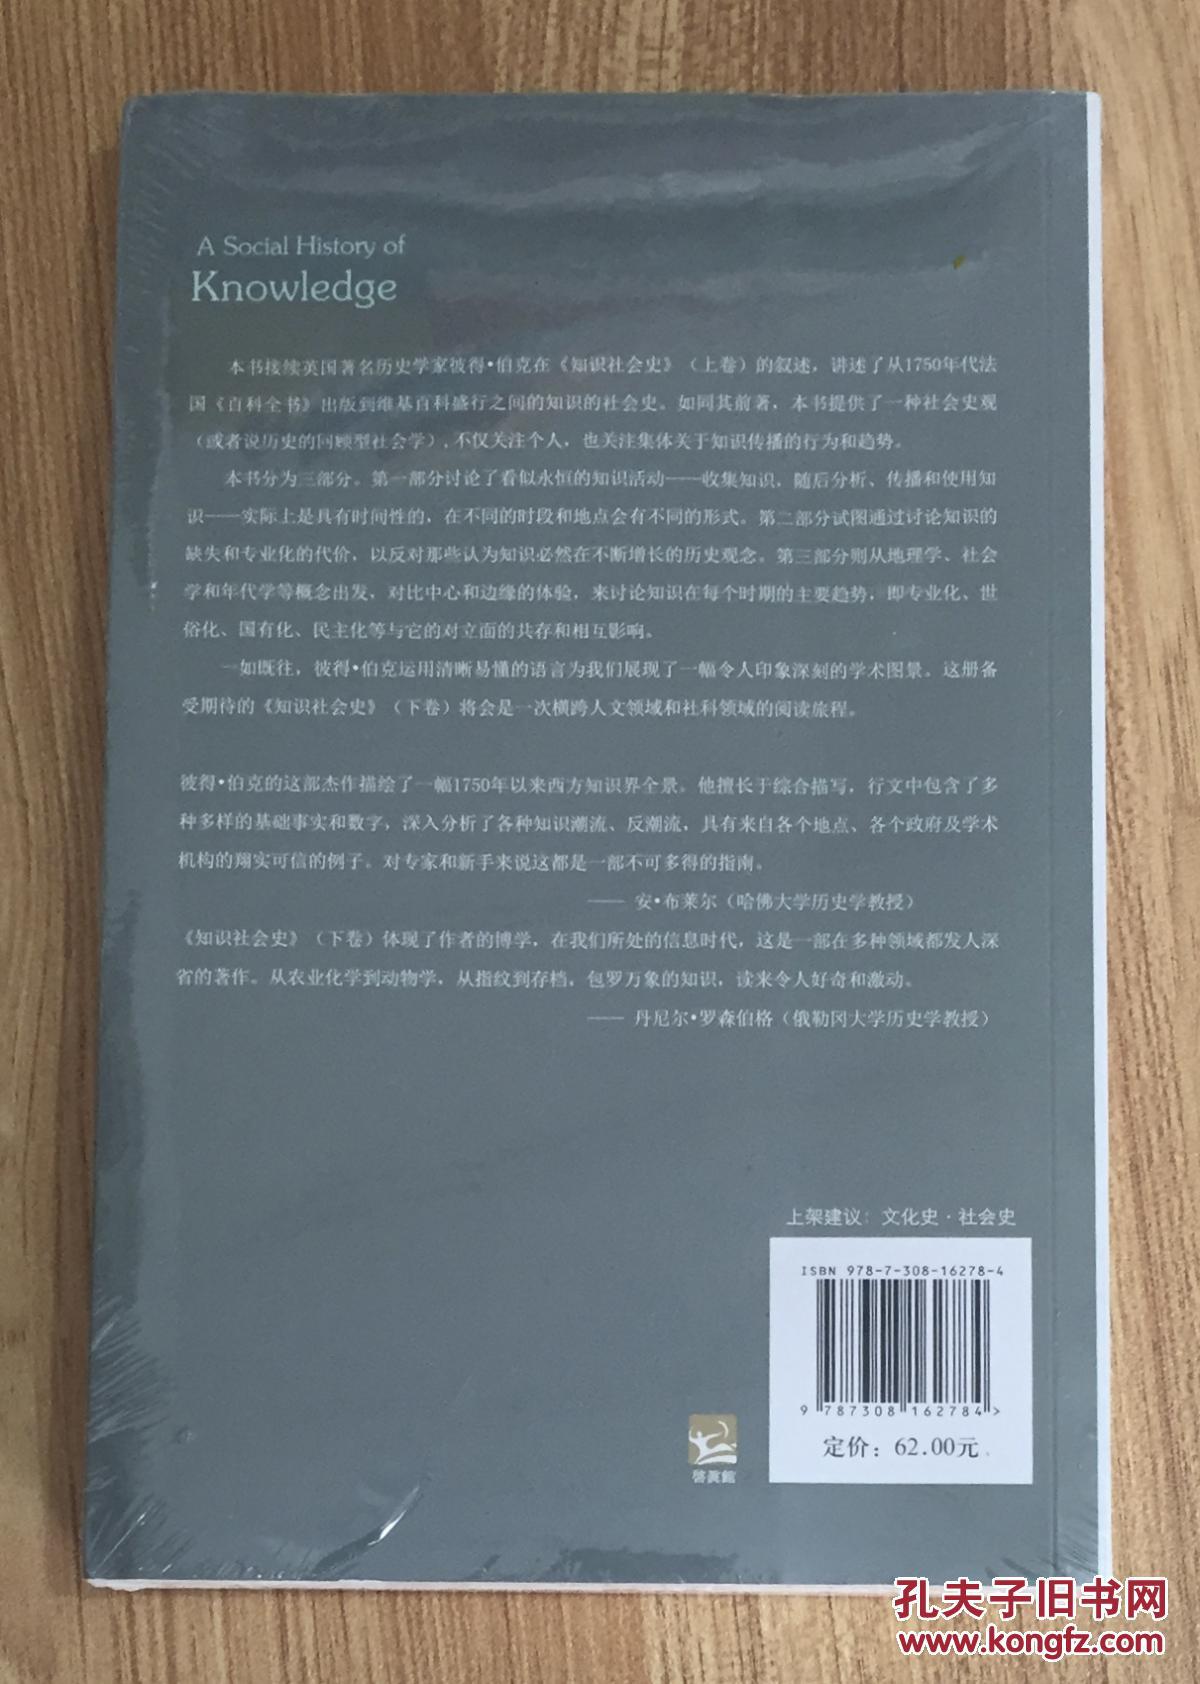 A Social History of
Knowledge
本书接续英国著名历史学家彼得•伯克在《知识社会史》（上卷）的叙述，讲述了从1750年代法
国《百科全书》出版到维基百科盛行之间的知识的社会史。如同其前著，本书提供了一种社会史观
（或者说历史的回顾型社会学），不仅关注个人，也关注集体关于知识传播的行为和趋势。
本书分为三部分。第一部分讨论了看似永恒的知识活动——收集知识，随后分析、传播和使用知
识——实际上是具有时间性的，在不同的时段和地点会有不同的形式。第二部分试图通过讨论知识的
缺失和专业化的代价，以反对那些认为知识必然在不断增长的历史观念。第三部分则从地理学、社会
学和年代学等概念出发，对比中心和边缘的体验，来讨论知识在每个时期的主要趋势，即专业化、世
俗化、国有化、民主化等与它的对立面的共存和相互影响。
一如既往，彼得•伯克运用清晰易懂的语言为我们展现了一幅令人印象深刻的学术图景。这册备
受期待的《知识社会史》（下卷）将会是一次横跨人文领域和社科领域的阅读旅程。
彼得•伯克的这部杰作描绘了一幅1750年以来西方知识界全景。他擅长于综合描写，行文中包含了多
种多样的基础事实和数字，深入分析了各种知识潮流、反潮流，具有来自各个地点、各个政府及学术
机构的翔实可信的例子。对专家和新手来说这都是一部不可多得的指南。
—— 安•布莱尔（哈佛大学历史学教授）
《知识社会史》（下卷）体现了作者的博学，在我们所处的信息时代，这是一部在多种领域都发人深
省的著作。从农业化学到动物学，从指纹到存档，包罗万象的知识，读来令人好奇和激动。
—— 丹尼尔•罗森伯格（俄勒冈大学历史学教授）
上架建议：文化史·社会史
ISBN 978-7-308-16278-4
9 787308 162784 >
定价：62.00元
啓真館
孔夫子旧书网
www.kongfz.com